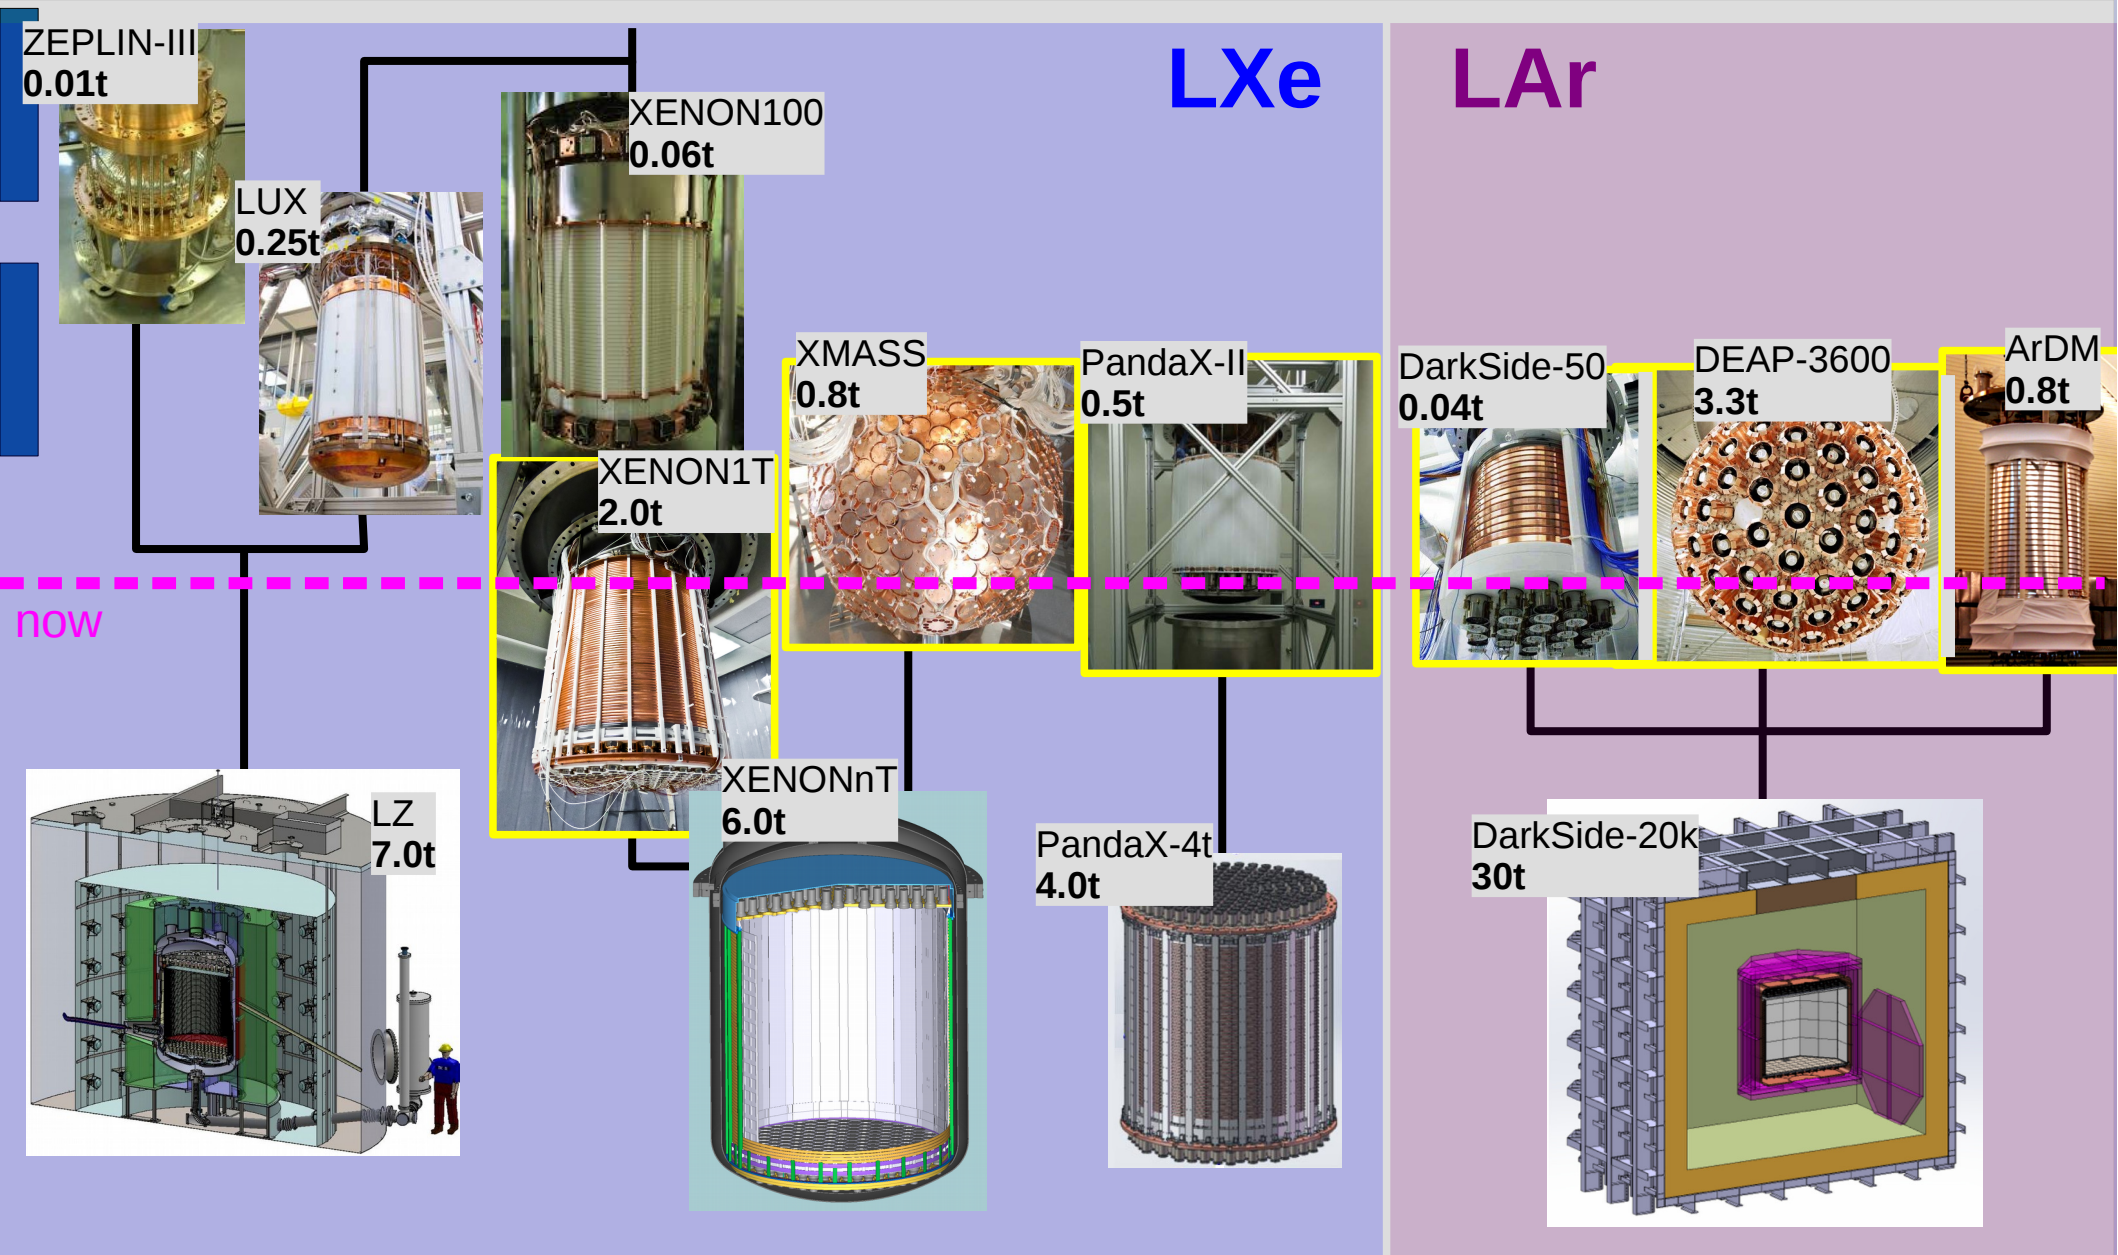 ZEPLIN-III
0.01t
LUX
0.25t
XENON100
0.06t
LXe
LAr
XENON1T
2.0t
XMASS
0.8t
PandaX-II
0.5t
DarkSide-50
0.04t
DEAP-3600
3.3t
ArDM
0.8t
now
LZ
7.0t
XENONnT
6.0t
PandaX-4t
4.0t
DarkSide-20k
30t